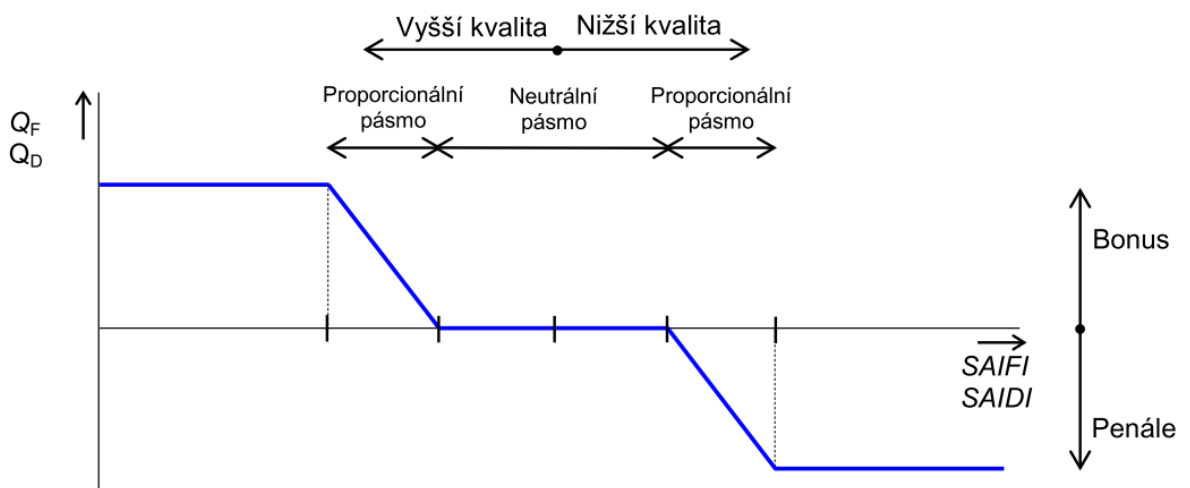 Vyšší kvalita
Nižší kvalita
Proporcionální
pásmo
Neutrální
pásmo
Proporcionální
pásmo
QF
QD
Bonus
SAIFI
SAIDI
Penále